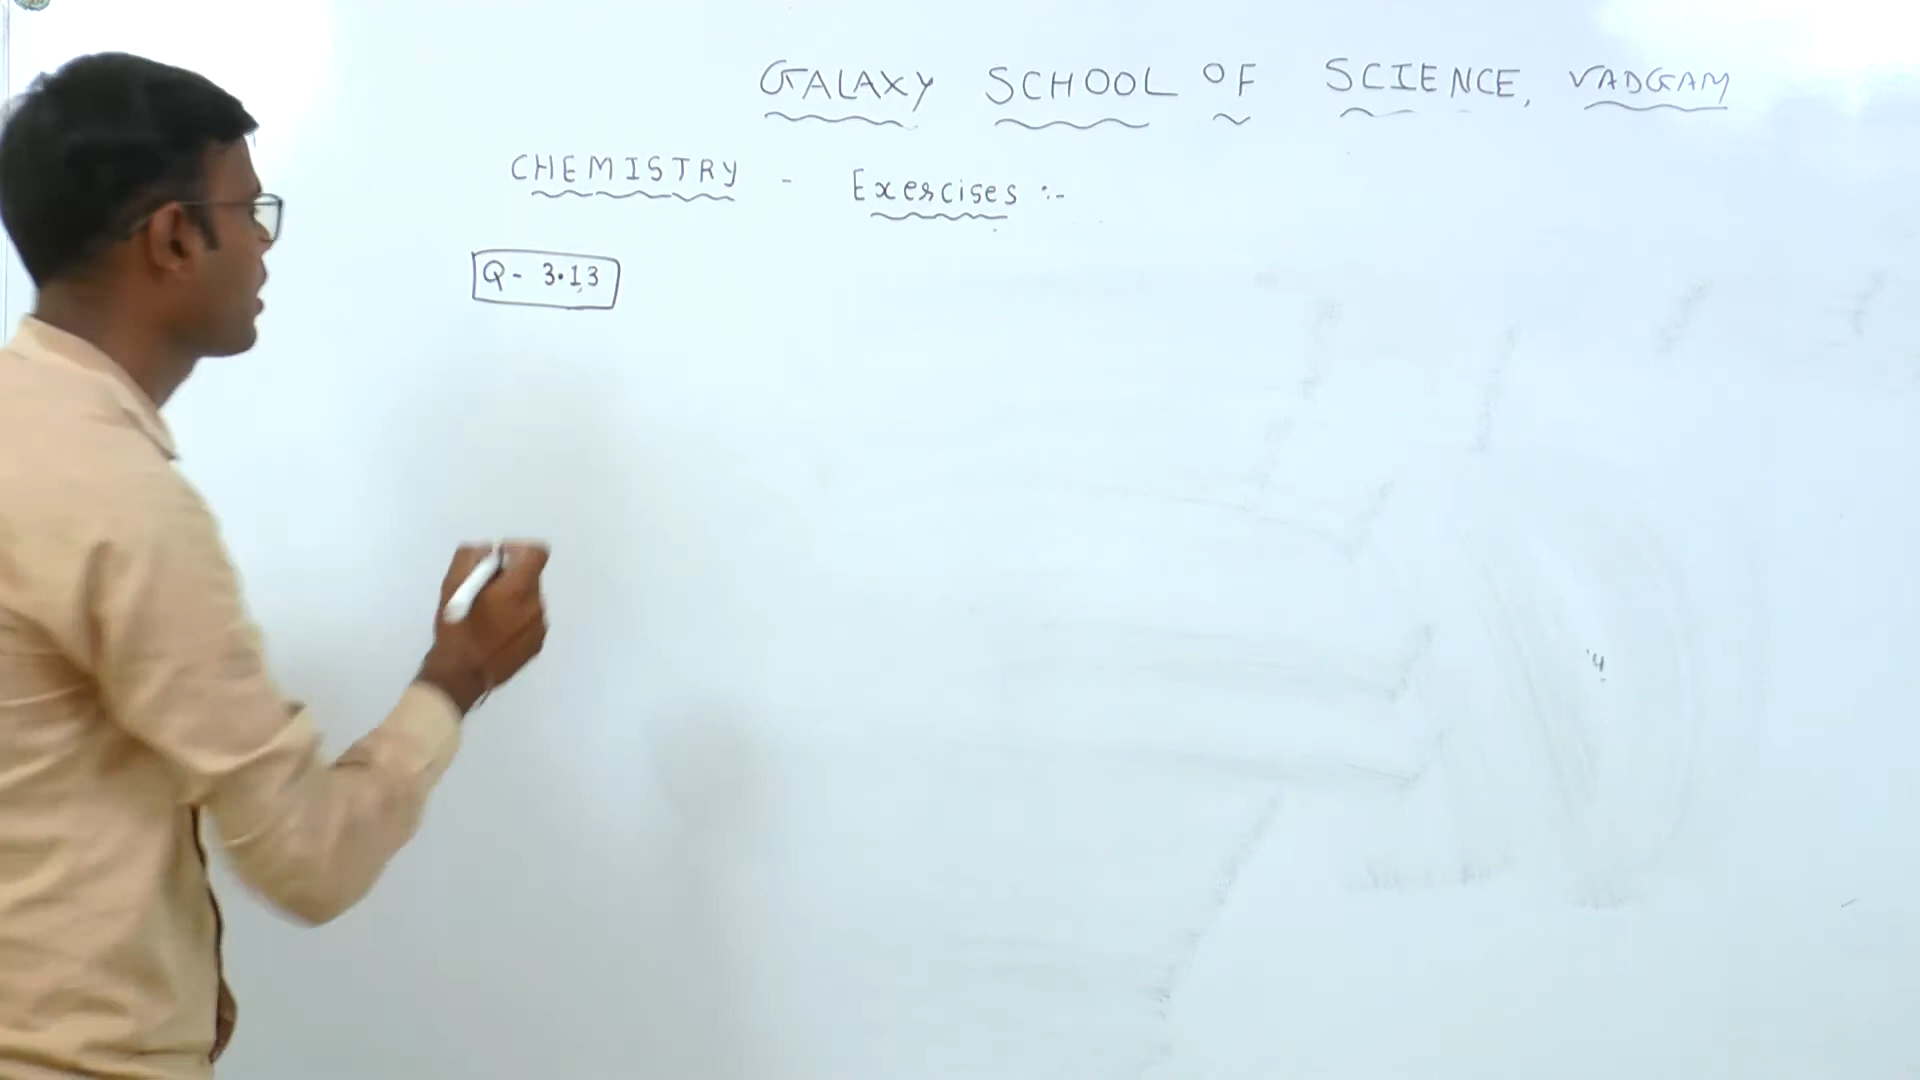 GALAXY SCHOOL OF SCIENCE, VADGAM
CHEMISTRY - Exercises :-
Q- 3.13